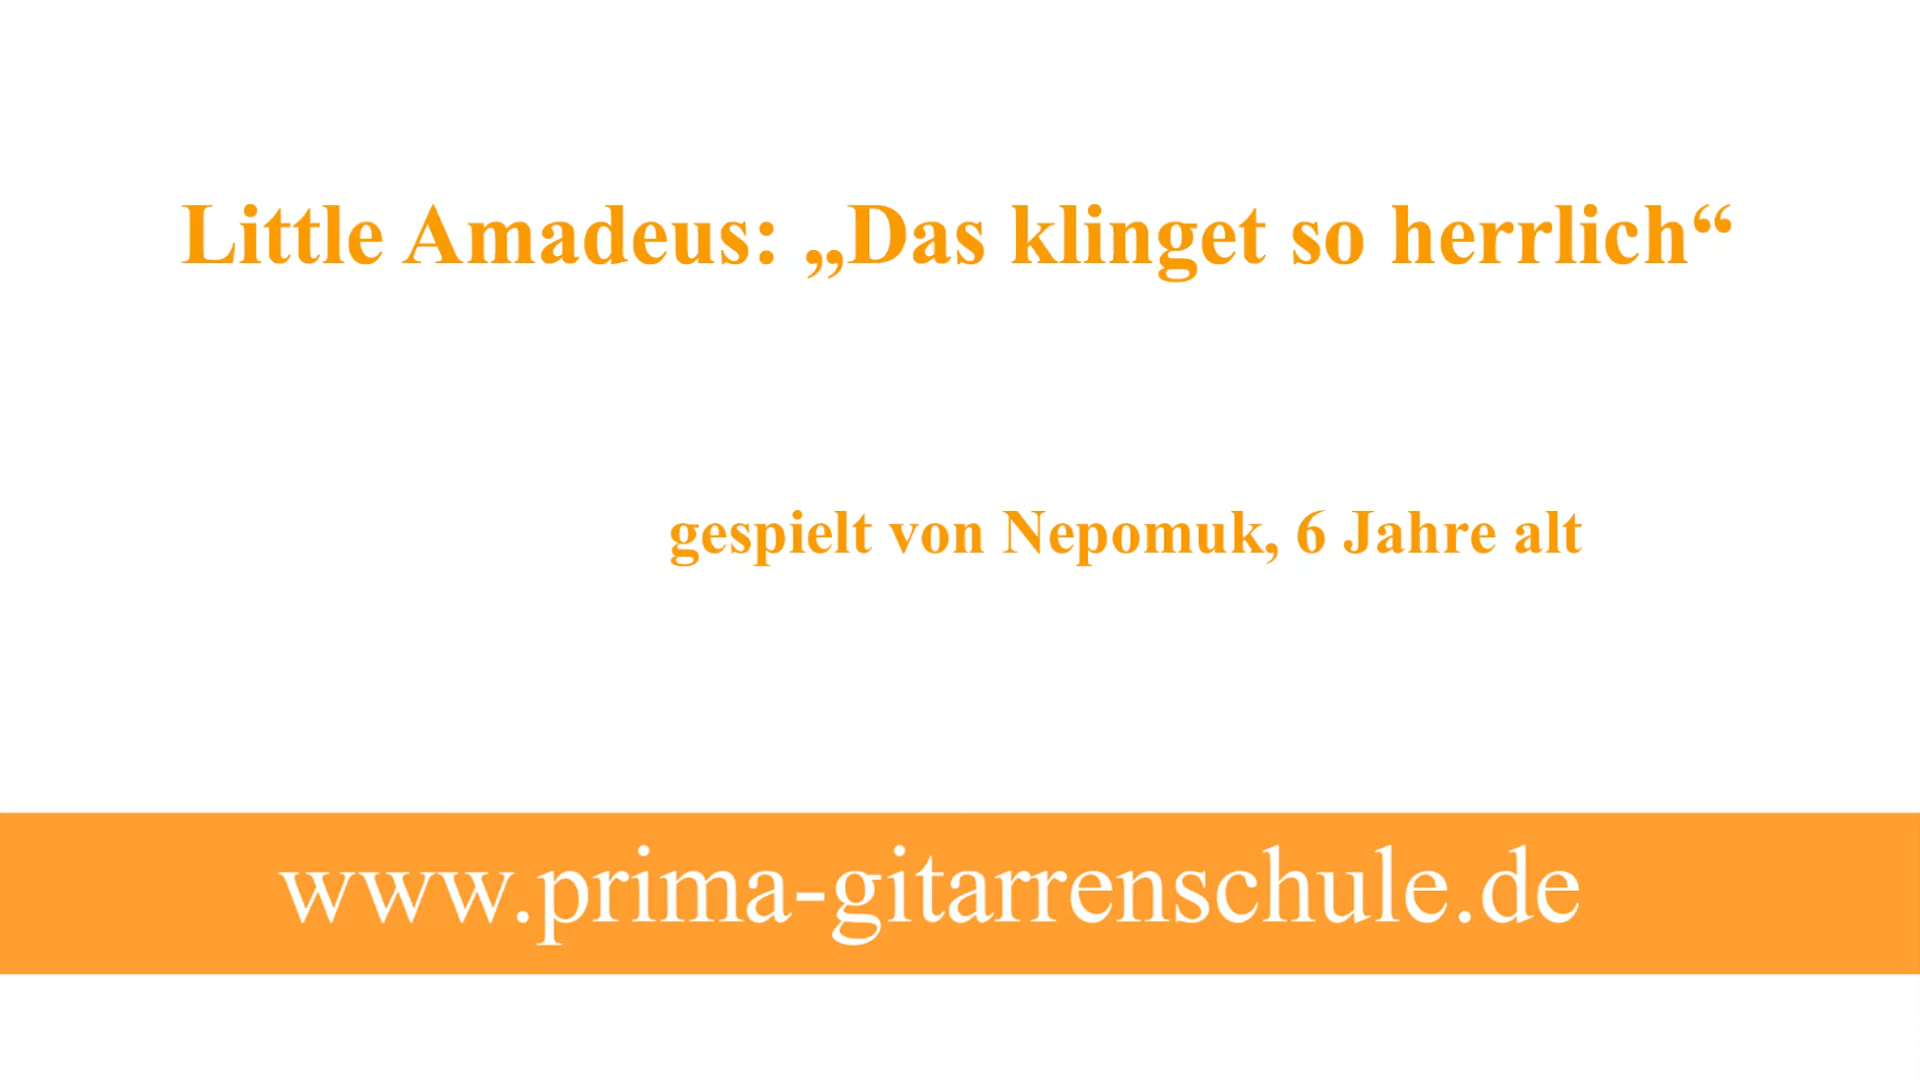 Little Amadeus: „Das klinget so herrlich“
gespielt von Nepomuk, 6 Jahre alt
www.prima-gitarrenschule.de